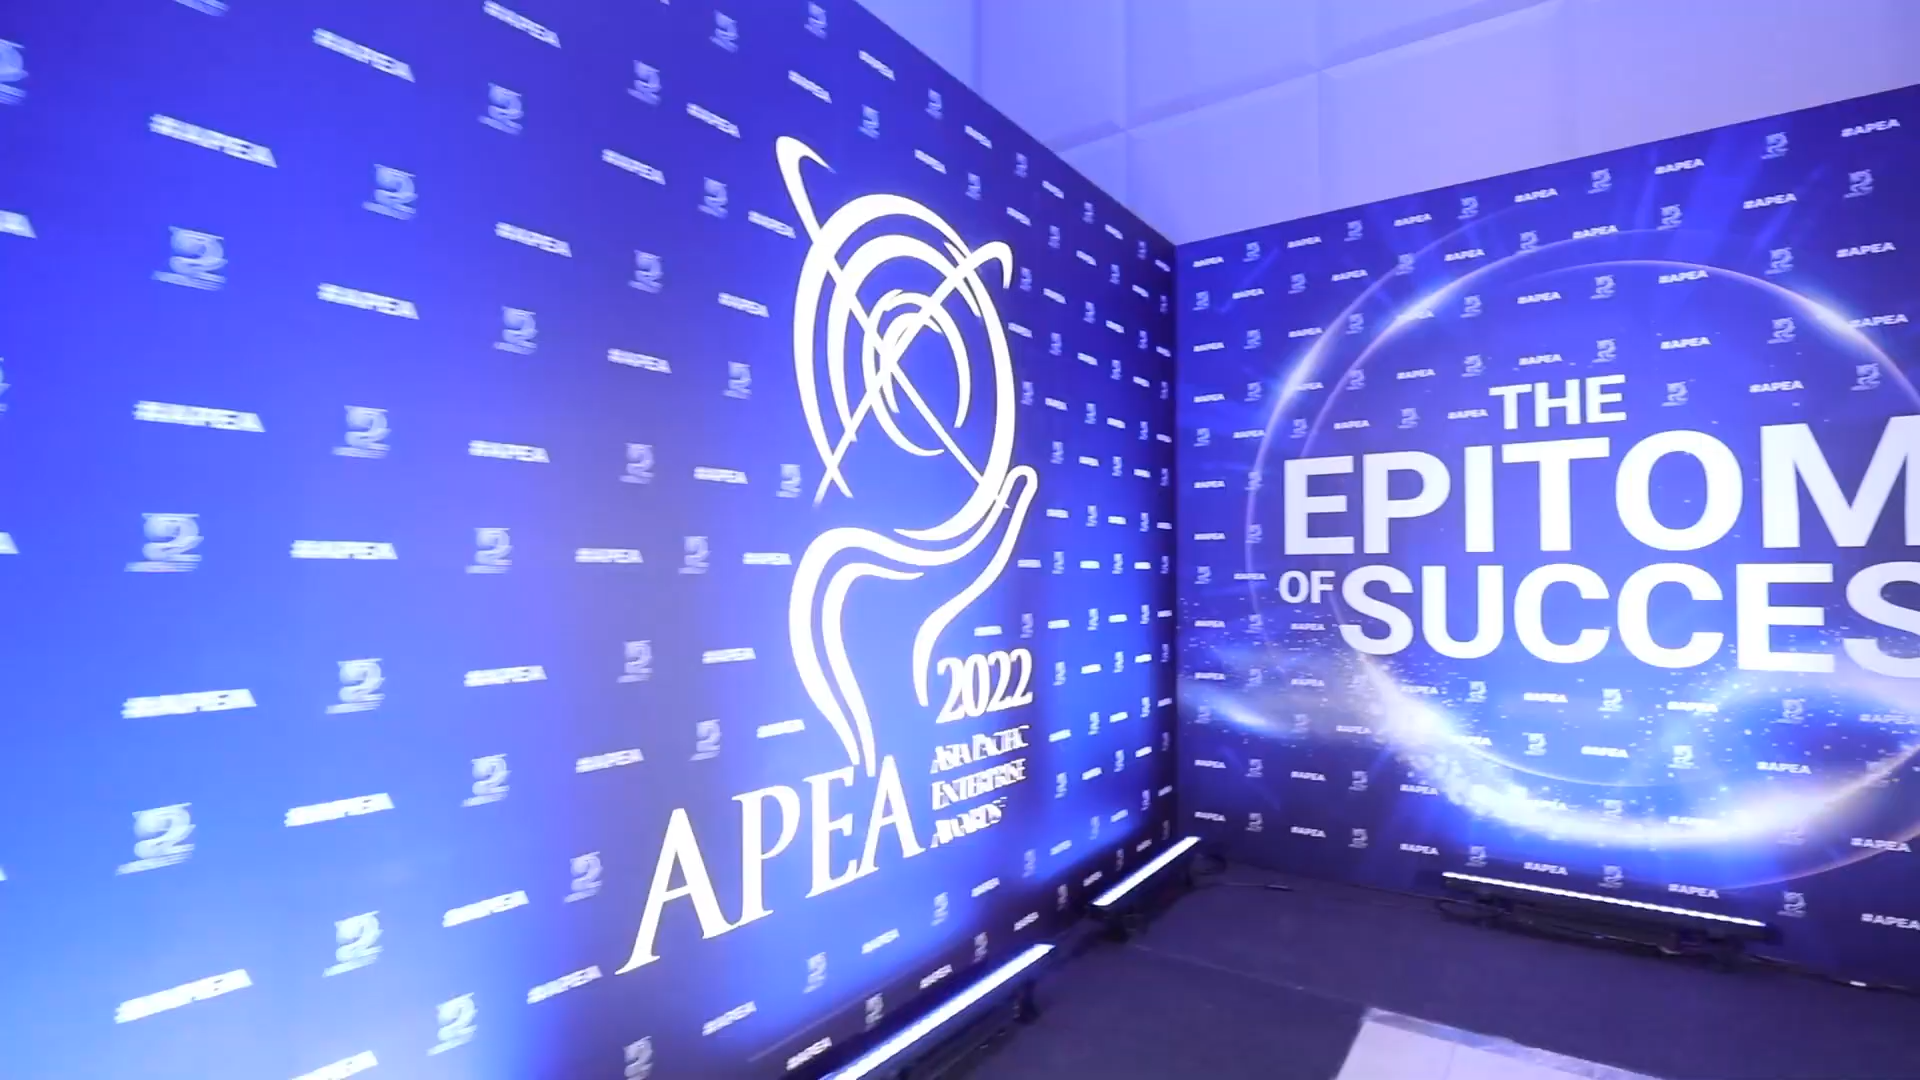 2022
ASIA PACIFIC
ENTERPRISE
AWARDS
APEA
THE
EPITOM
OF SUCCES
#APEA